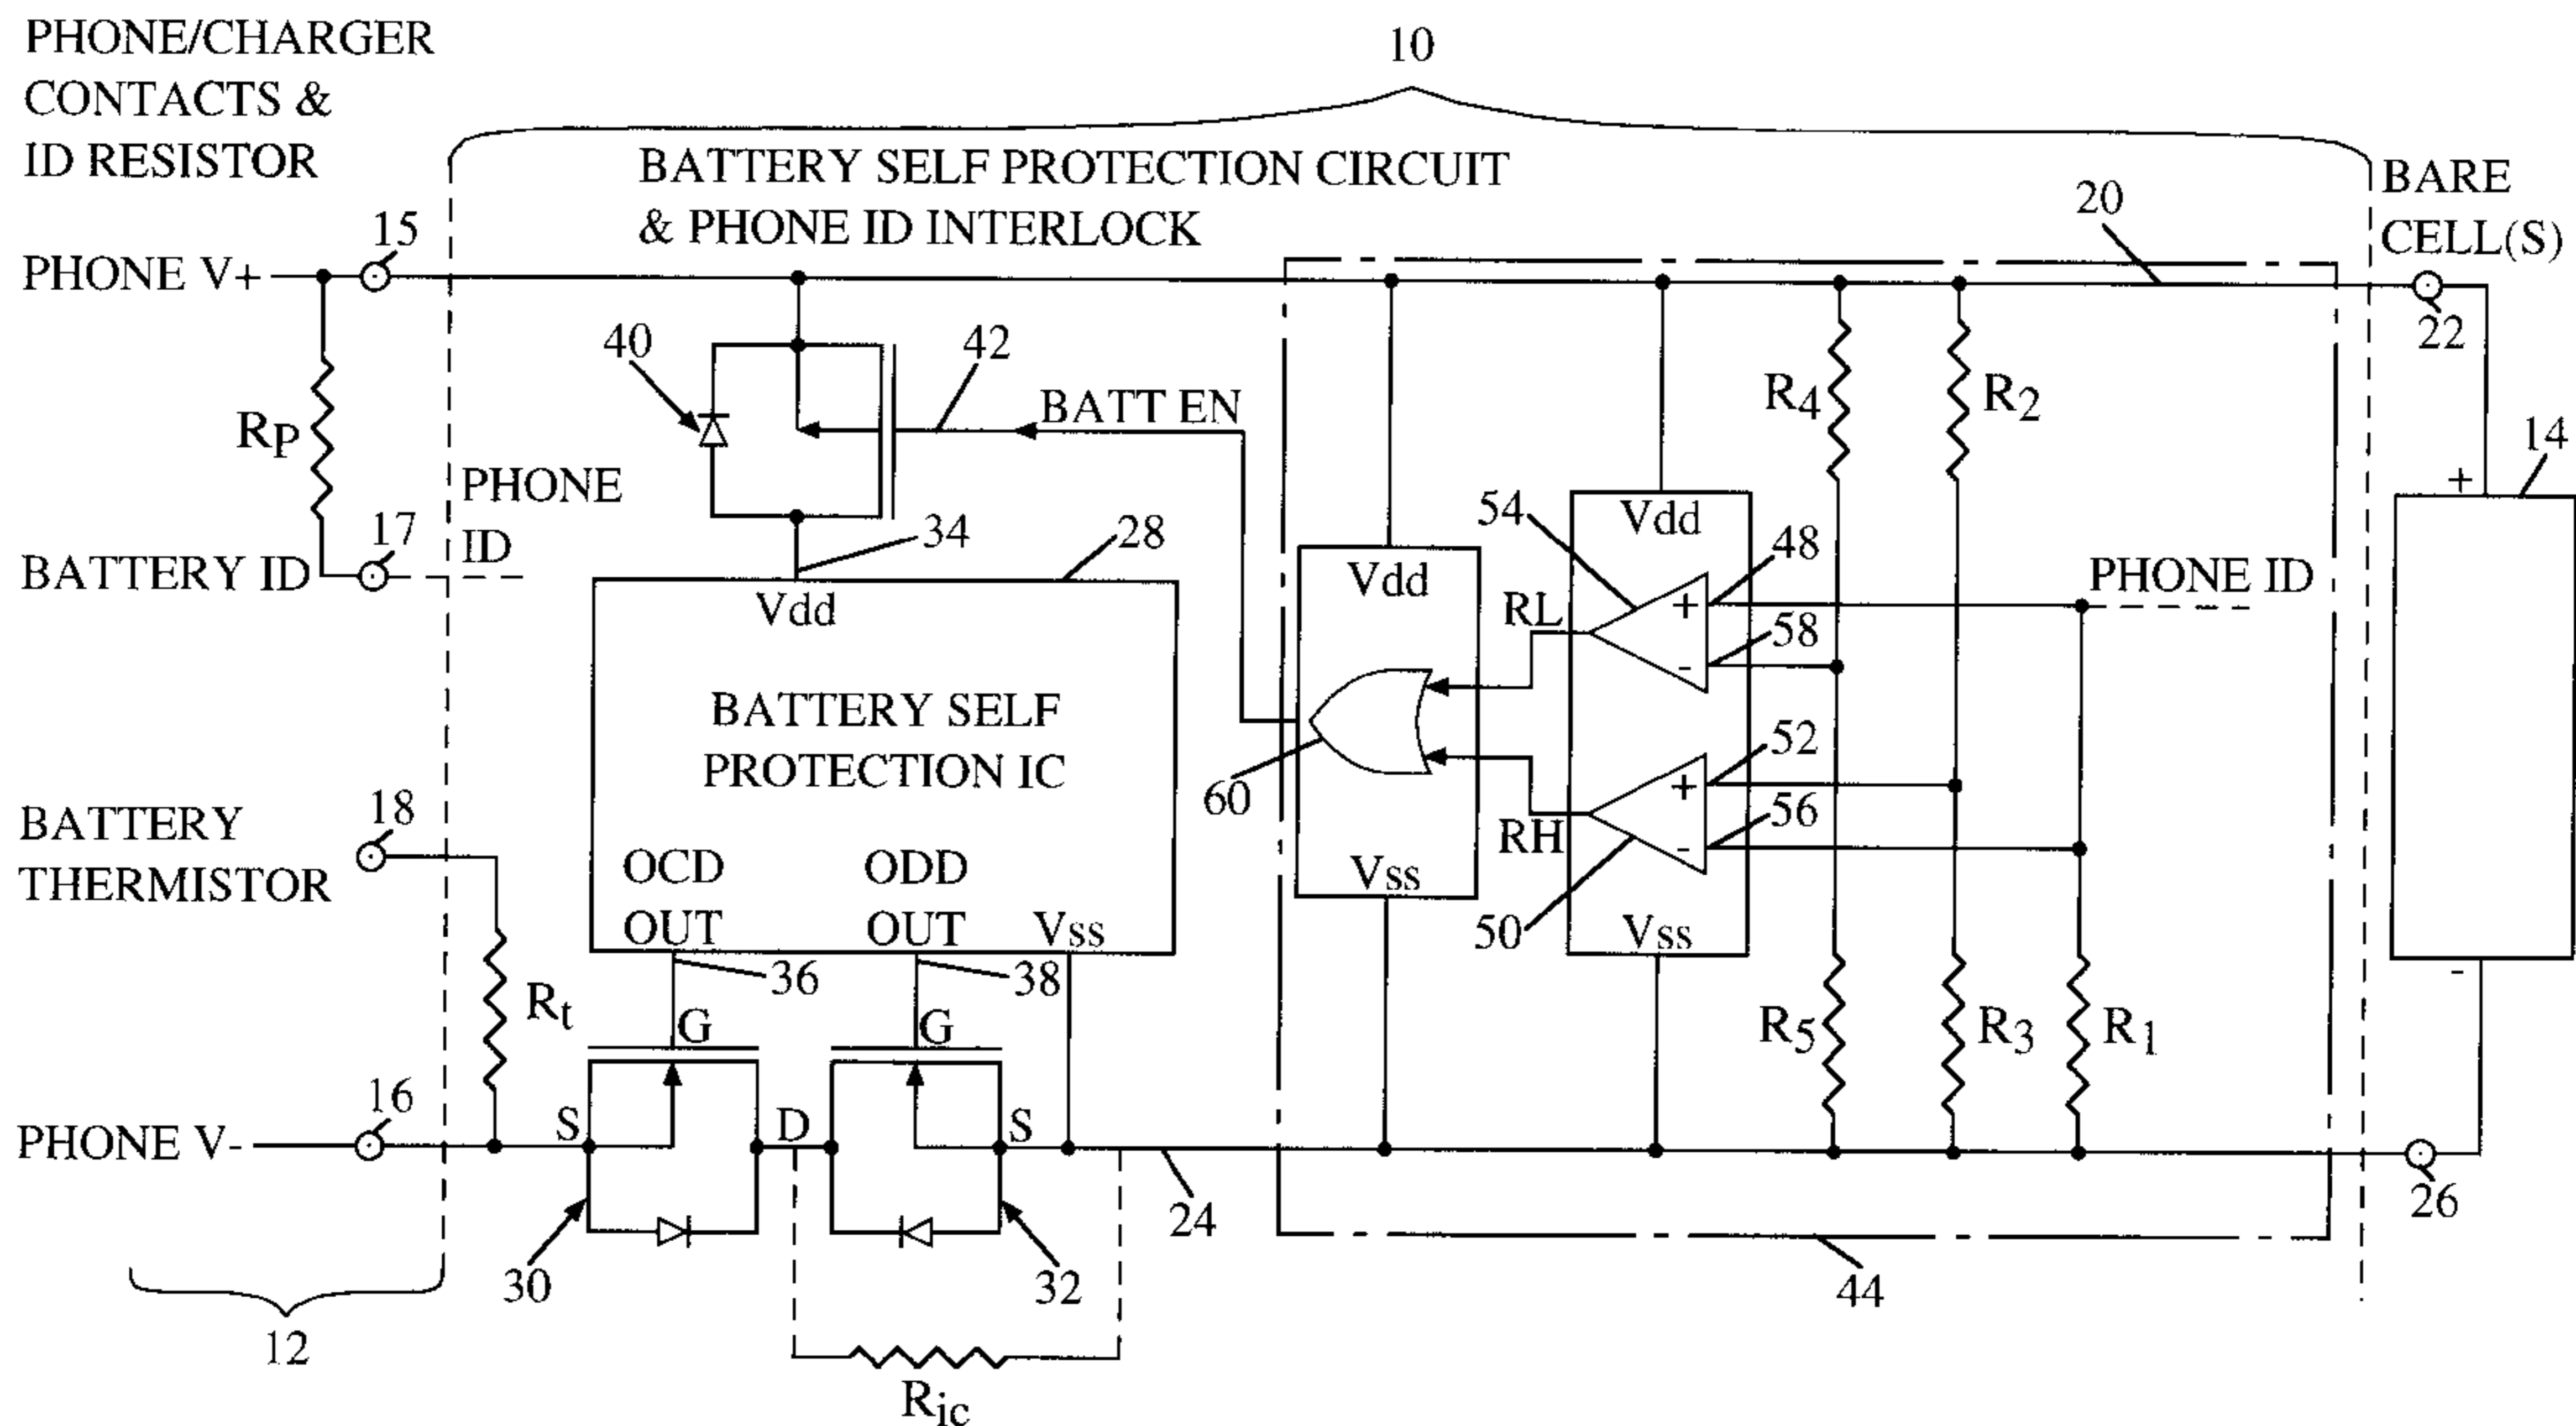 PHONE/CHARGER
CONTACTS &
ID RESISTOR
10
BATTERY SELF PROTECTION CIRCUIT
& PHONE ID INTERLOCK
BARE
CELL(S)
20
15
PHONE V+
22
40
42
BATT EN
R4
R2
RP
14
+
PHONE
ID
17
BATTERY ID
34
28
54
Vdd
48
PHONE ID
Vdd
Vdd
RL
+
58
-
BATTERY SELF
PROTECTION IC
60
52
+
56
-
RH
50
18
BATTERY
THERMISTOR
OCD
OUT
ODD
OUT
Vss
Vss
Vss
-
36
38
Rt
G
G
R5
R3
R1
16
PHONE V-
S
D
S
24
26
30
32
44
12
Ric